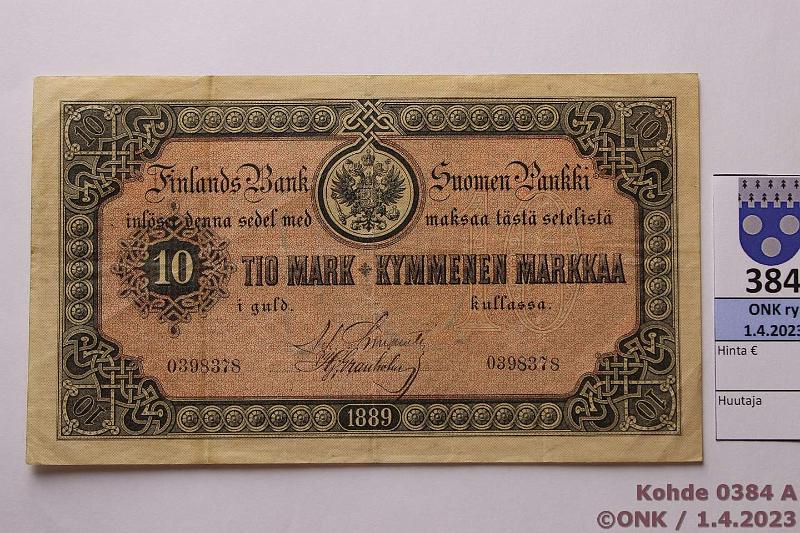 10 10
Finlands Bank Suomen Pankki
inlöser denna sedel med maksaa tästä setelistä
10 TIO MARK + KYMMENEN MARKKAA
i guld. kullassa.
0398378 0398378
10 1889 10
384
ONK ry
1.4.2023
Hinta €
Huutaja
Kohde 0384 A
©ONK / 1.4.2023